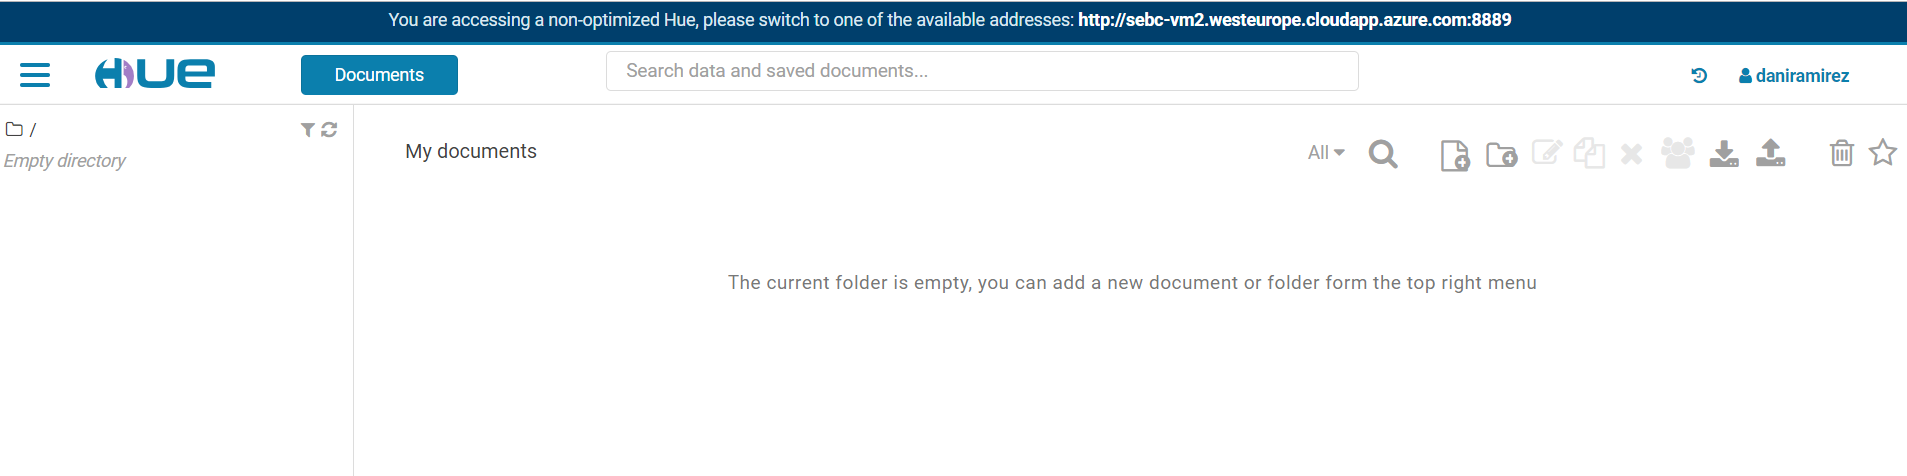 You are accessing a non-optimized Hue, please switch to one of the available addresses: http://sebc-vm2.westeurope.cloudapp.azure.com:8889
HUE
Documents
Search data and saved documents...
daniramirez
/
Empty directory
My documents
All
The current folder is empty, you can add a new document or folder form the top right menu